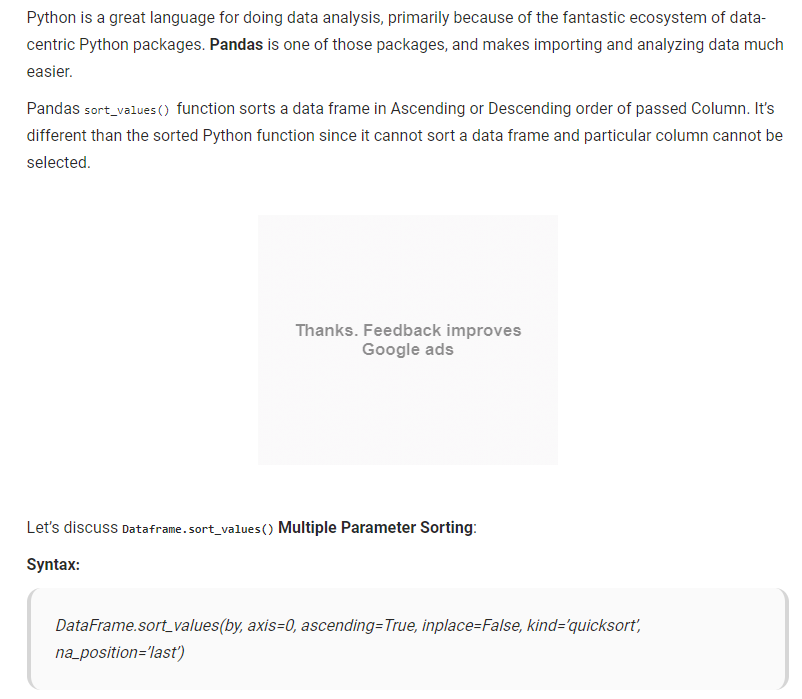 Python is a great language for doing data analysis, primarily because of the fantastic ecosystem of data-
centric Python packages. Pandas is one of those packages, and makes importing and analyzing data much
easier.
Pandas sort_values() function sorts a data frame in Ascending or Descending order of passed Column. It's
different than the sorted Python function since it cannot sort a data frame and particular column cannot be
selected.
Thanks. Feedback improves
Google ads
Let's discuss Dataframe.sort_values() Multiple Parameter Sorting:
Syntax:
DataFrame.sort_values(by, axis=0, ascending=True, inplace=False, kind='quicksort',
na_position='last')